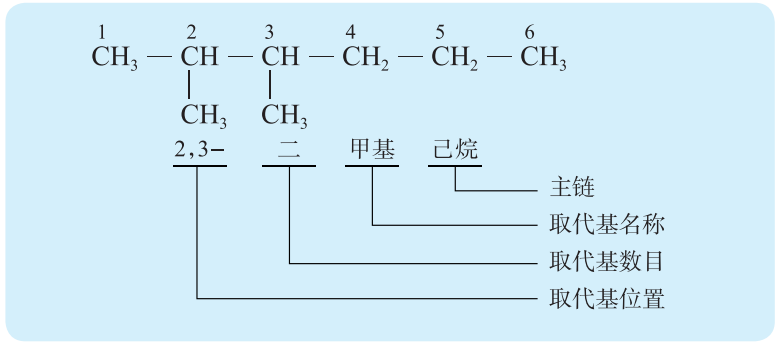 1 2 3 4 5 6
CH₃ — CH — CH — CH₂ — CH₂ — CH₃
CH₃ CH₃
2,3- 二 甲基 己烷
主链
取代基名称
取代基数目
取代基位置